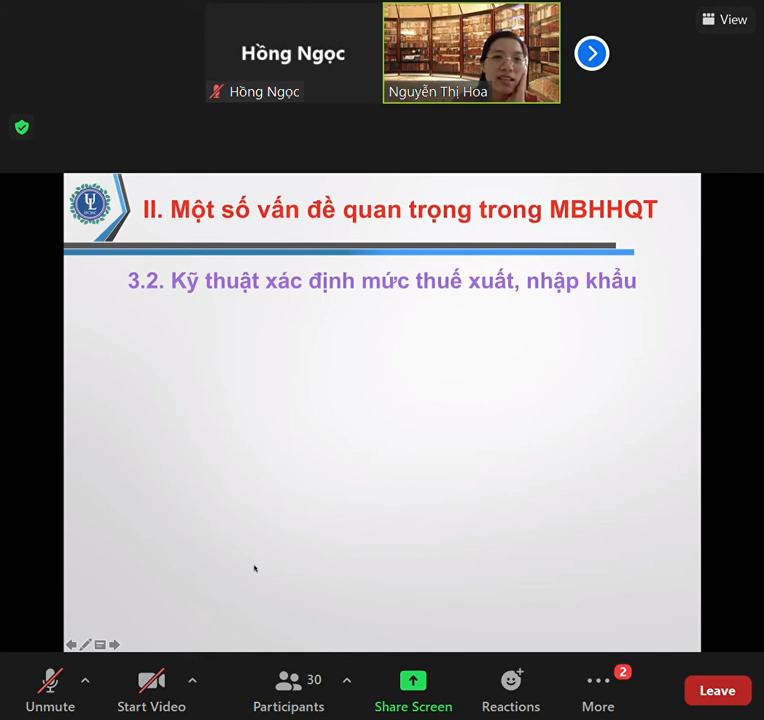 View
Hồng Ngọc
Hồng Ngọc
Nguyễn Thị Hoa
II. Một số vấn đề quan trọng trong MBHHQT
3.2. Kỹ thuật xác định mức thuế xuất, nhập khẩu
30
2
Unmute
Start Video
Participants
Share Screen
Reactions
More
Leave